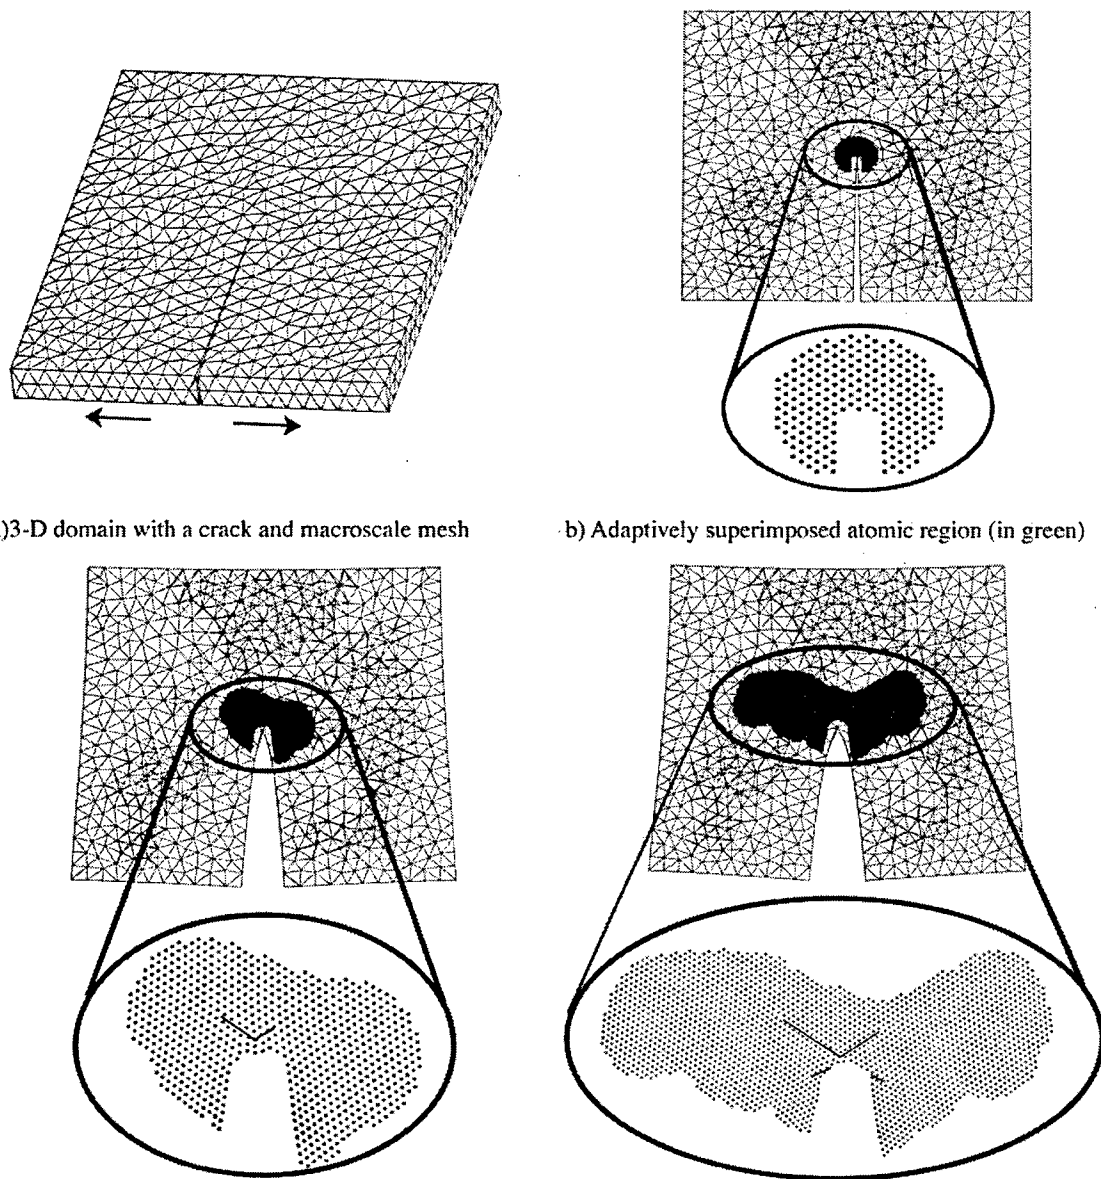 )3-D domain with a crack and macroscale mesh
b) Adaptively superimposed atomic region (in green)